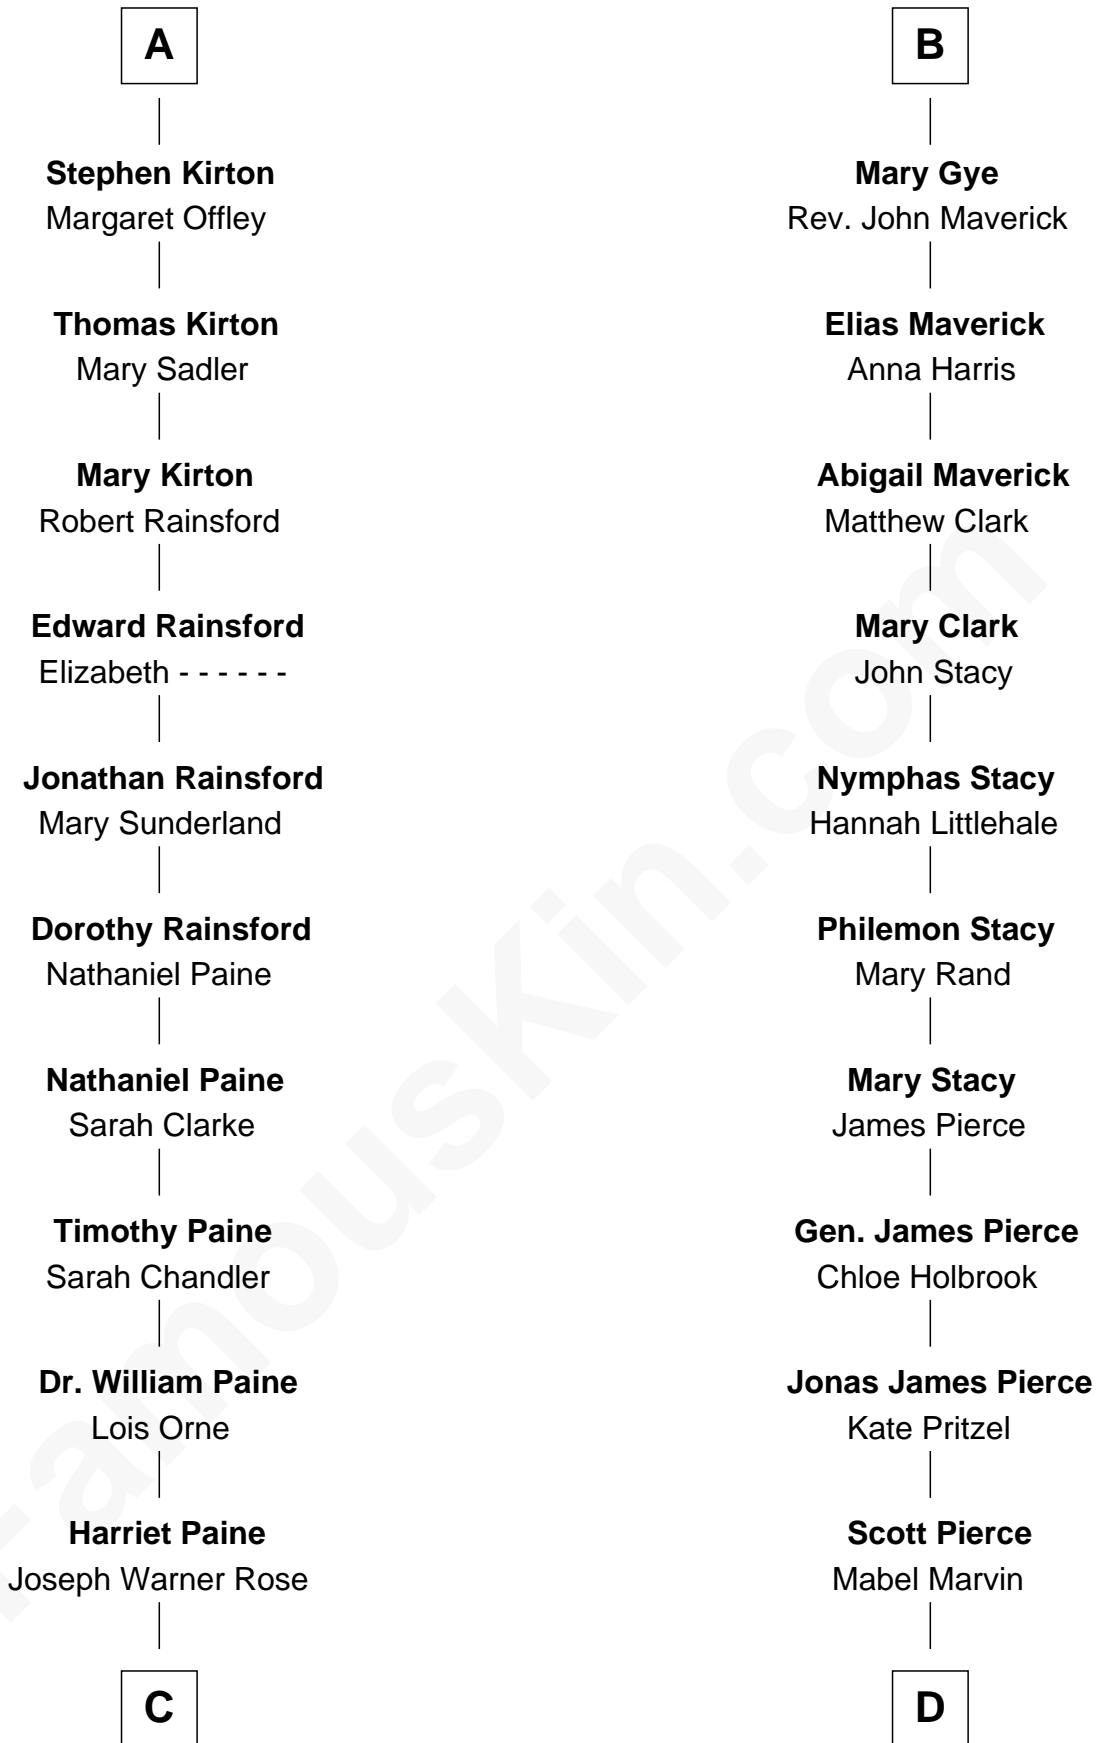 A
Stephen Kirton
Margaret Offley
Thomas Kirton
Mary Sadler
Mary Kirton
Robert Rainsford
Edward Rainsford
Elizabeth - - - - - -
Jonathan Rainsford
Mary Sunderland
Dorothy Rainsford
Nathaniel Paine
Nathaniel Paine
Sarah Clarke
Timothy Paine
Sarah Chandler
Dr. William Paine
Lois Orne
Harriet Paine
Joseph Warner Rose
C
B
Mary Gye
Rev. John Maverick
Elias Maverick
Anna Harris
Abigail Maverick
Matthew Clark
Mary Clark
John Stacy
Nymphas Stacy
Hannah Littlehale
Philemon Stacy
Mary Rand
Mary Stacy
James Pierce
Gen. James Pierce
Chloe Holbrook
Jonas James Pierce
Kate Pritzel
Scott Pierce
Mabel Marvin
D
FamousKin.com